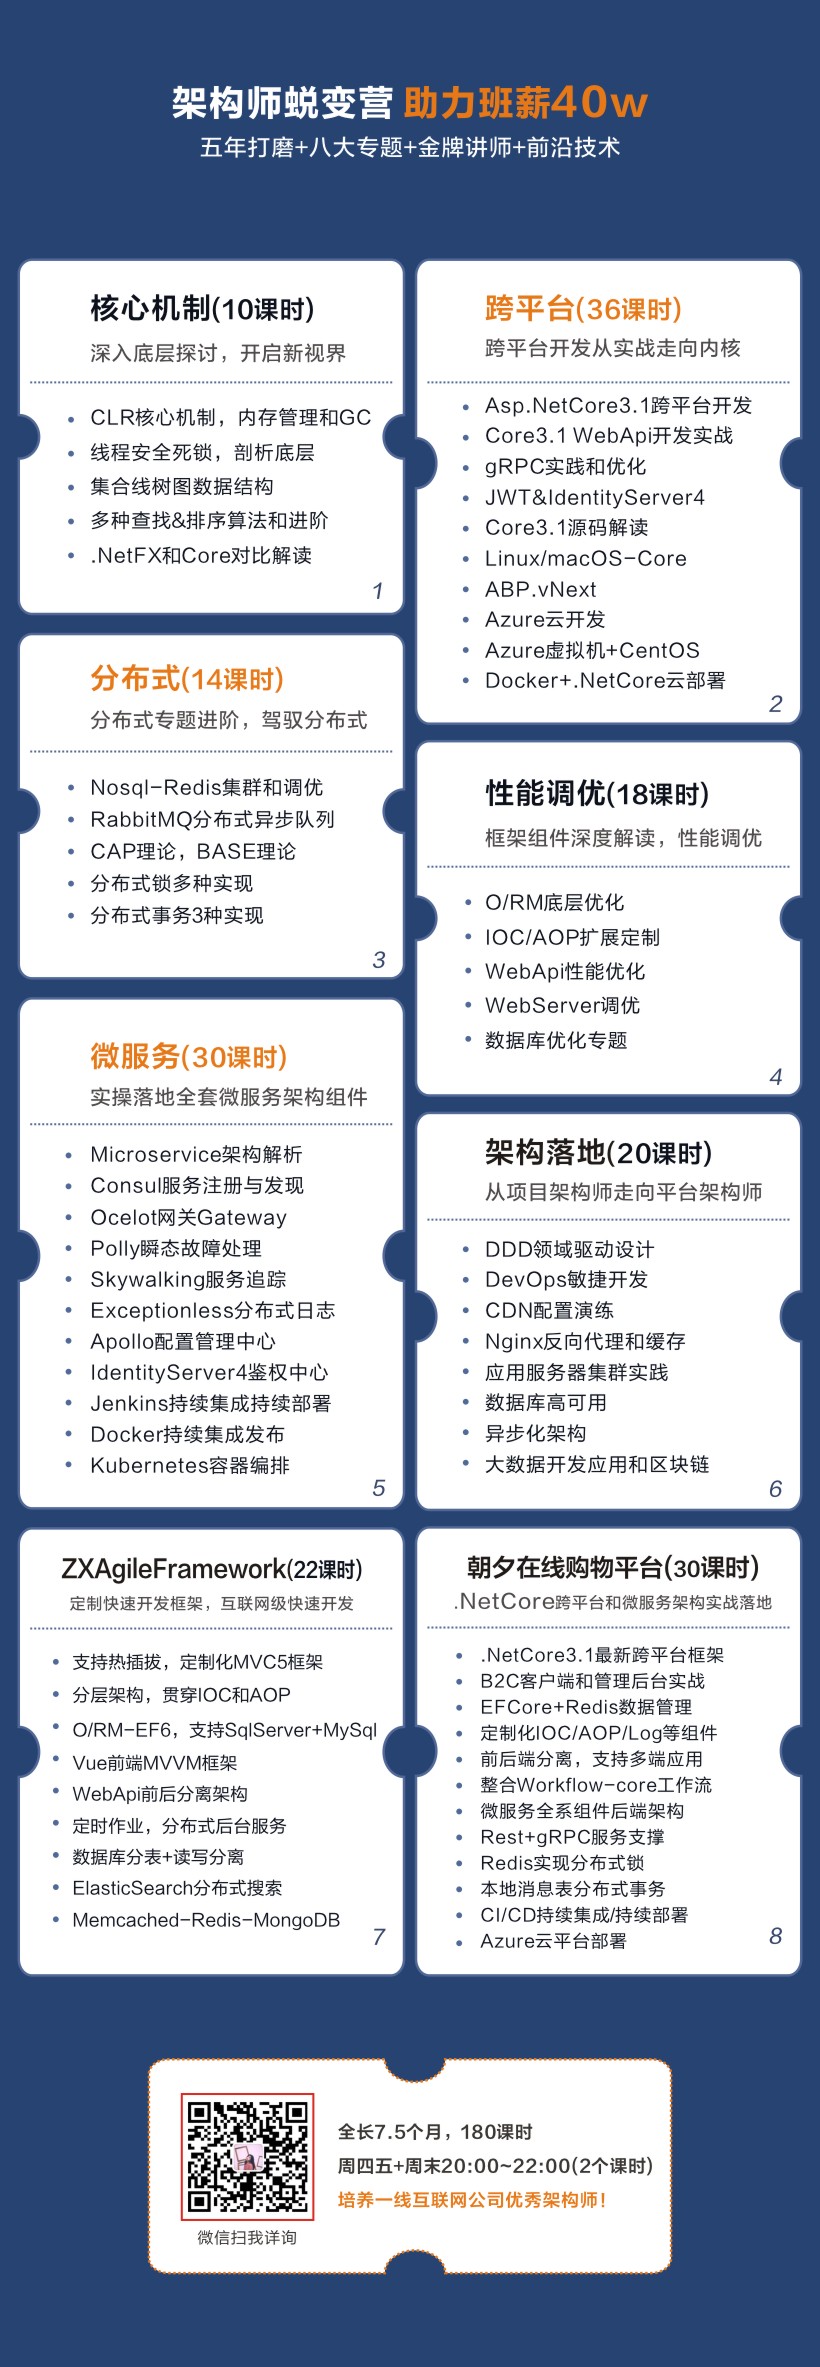 架构师蜕变营 助力班薪40w
五年打磨+八大专题+金牌讲师+前沿技术
核心机制(10课时)
深入底层探讨，开启新视界
• CLR核心机制，内存管理和GC
• 线程安全死锁，剖析底层
• 集合线树图数据结构
• 多种查找&排序算法和进阶
• .NetFX和Core对比解读
1
跨平台(36课时)
跨平台开发从实战走向内核
• Asp.NetCore3.1跨平台开发
• Core3.1 WebApi开发实战
• gRPC实践和优化
• JWT&IdentityServer4
• Core3.1源码解读
• Linux/macOS-Core
• ABP.vNext
• Azure云开发
• Azure虚拟机+CentOS
• Docker+.NetCore云部署
2
分布式(14课时)
分布式专题进阶，驾驭分布式
• Nosql-Redis集群和调优
• RabbitMQ分布式异步队列
• CAP理论，BASE理论
• 分布式锁多种实现
• 分布式事务3种实现
3
性能调优(18课时)
框架组件深度解读，性能调优
• O/RM底层优化
• IOC/AOP扩展定制
• WebApi性能优化
• WebServer调优
• 数据库优化专题
4
微服务(30课时)
实操落地全套微服务架构组件
• Microservice架构解析
• Consul服务注册与发现
• Ocelot网关Gateway
• Polly瞬态故障处理
• Skywalking服务追踪
• Exceptionless分布式日志
• Apollo配置管理中心
• IdentityServer4鉴权中心
• Jenkins持续集成持续部署
• Docker持续集成发布
• Kubernetes容器编排
5
架构落地(20课时)
从项目架构师走向平台架构师
• DDD领域驱动设计
• DevOps敏捷开发
• CDN配置演练
• Nginx反向代理和缓存
• 应用服务器集群实践
• 数据库高可用
• 异步化架构
• 大数据开发应用和区块链
6
ZXAgileFramework(22课时)
定制快速开发框架，互联网级快速开发
• 支持热插拔，定制化MVC5框架
• 分层架构，贯穿IOC和AOP
• O/RM-EF6，支持SqlServer+MySql
• Vue前端MVVM框架
• WebApi前后分离架构
• 定时作业，分布式后台服务
• 数据库分表+读写分离
• ElasticSearch分布式搜索
• Memcached-Redis-MongoDB
7
朝夕在线购物平台(30课时)
.NetCore跨平台和微服务架构实战落地
• .NetCore3.1最新跨平台框架
• B2C客户端和管理后台实战
• EFCore+Redis数据管理
• 定制化IOC/AOP/Log等组件
• 前后端分离，支持多端应用
• 整合Workflow-core工作流
• 微服务全系组件后端架构
• Rest+gRPC服务支撑
• Redis实现分布式锁
• 本地消息表分布式事务
• CI/CD持续集成/持续部署
• Azure云平台部署
8
全长7.5个月，180课时
周四五+周末20:00~22:00(2个课时)
培养一线互联网公司优秀架构师!
微信扫我详询